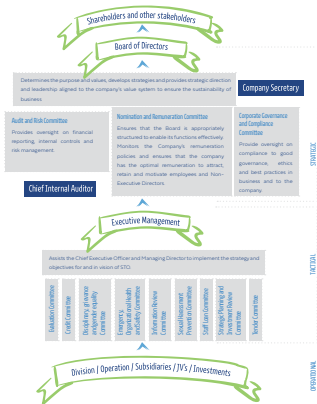 Shareholders and other stakeholders
Board of Directors
Determines the purpose and values, develops strategies and provides strategic direction
and leadership aligned to the company's value system to ensure the sustainability of
business
Company Secretary
Audit and Risk Committee
Provides oversight on financial
reporting, internal controls and
risk management
Nomination and Remuneration Committee
Ensures that the Board is appropriately
structured to enable its functions effectively.
Monitors the Company's remuneration
policies and ensures that the company
has the optimal remuneration to attract,
retain and motivate employees and Non-
Executive Directors
Corporate Governance
and Compliance
Committee
Provide oversight on
compliance to good
governance, ethics
and best practices in
business and to the
company
Chief Internal Auditor
STRATEGIC
Executive Management
Assists the Chief Executive Officer and Managing Director to implement the strategy and
objectives for and in vision of STO
TACTICAL
Evaluation Committee
Credit Committee
Disciplinary, grievance
and gender equality
Committee
Emergency,
Organizational Health
and Safety Committee
Information Review
Committee
Sexual Harassment
Prevention Committee
Staff Loan Committee
Strategic Planning and
Investment Review
Committee
Tender Committee
Division / Operation / Subsidiaries / JV's / Investments
OPERATIONAL